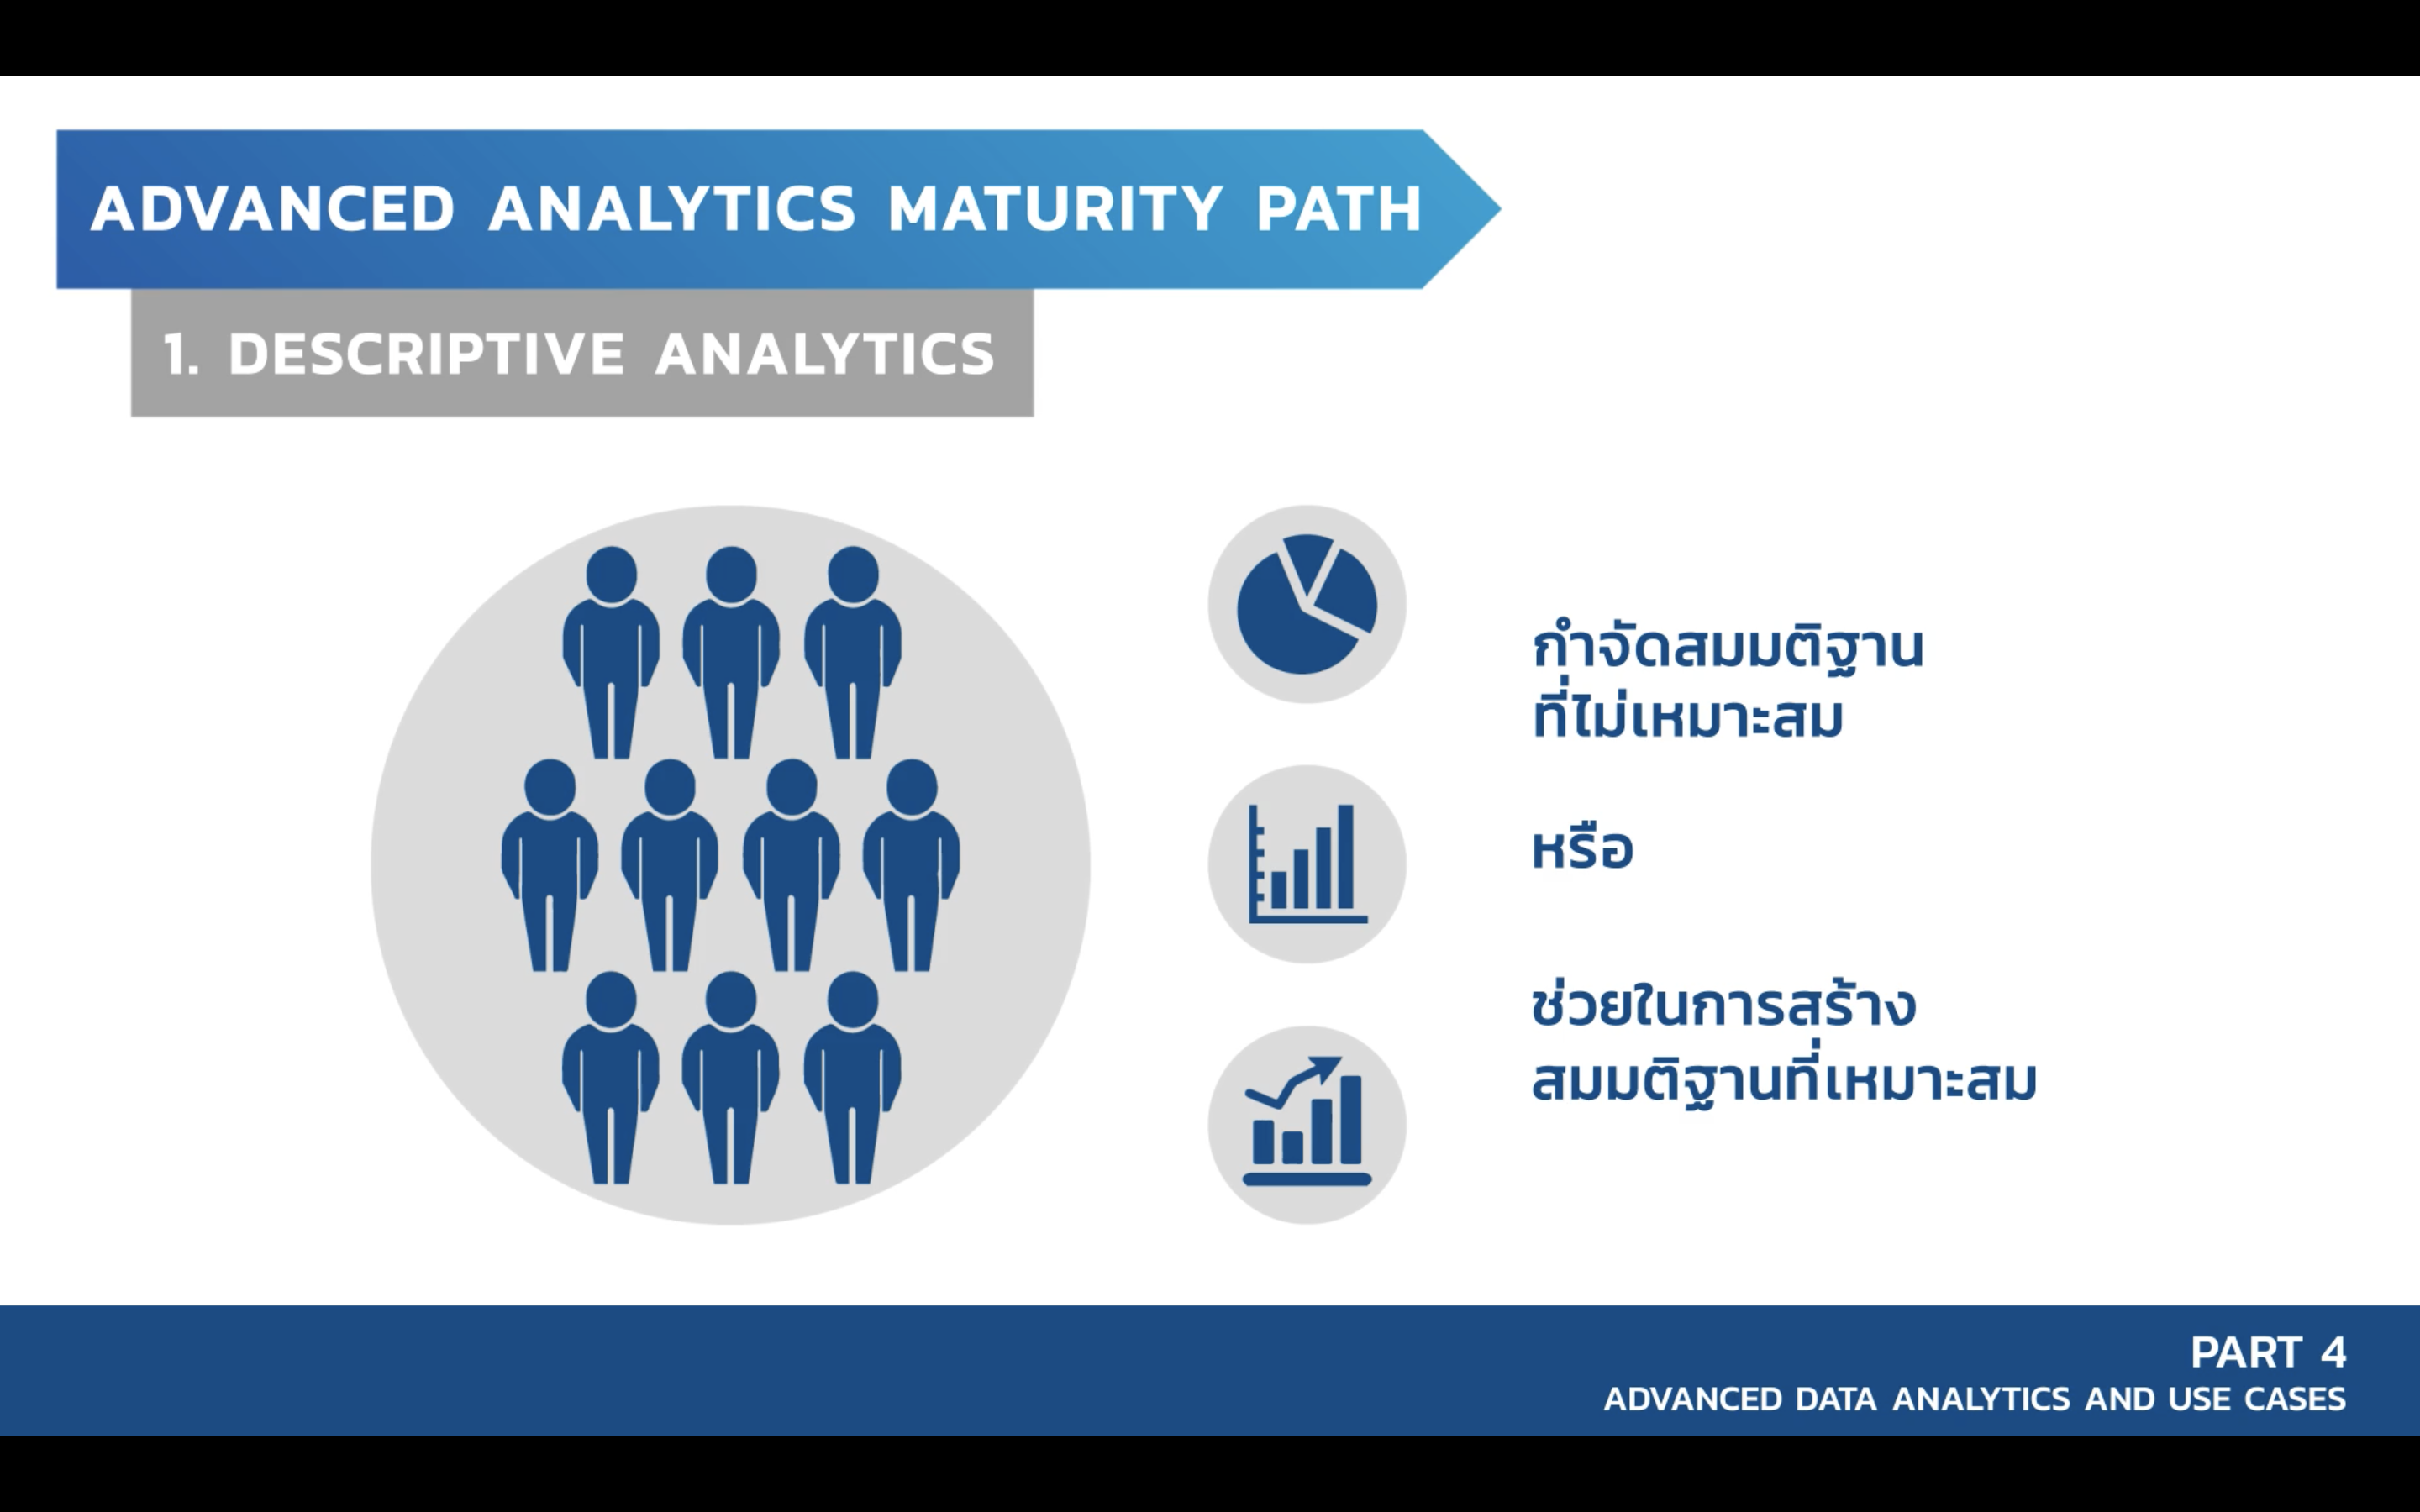 ADVANCED ANALYTICS MATURITY PATH
1. DESCRIPTIVE ANALYTICS
กำจัดสมมติฐาน
ที่ไม่เหมาะสม
หรือ
ช่วยในการสร้าง
สมมติฐานที่เหมาะสม
PART 4
ADVANCED DATA ANALYTICS AND USE CASES